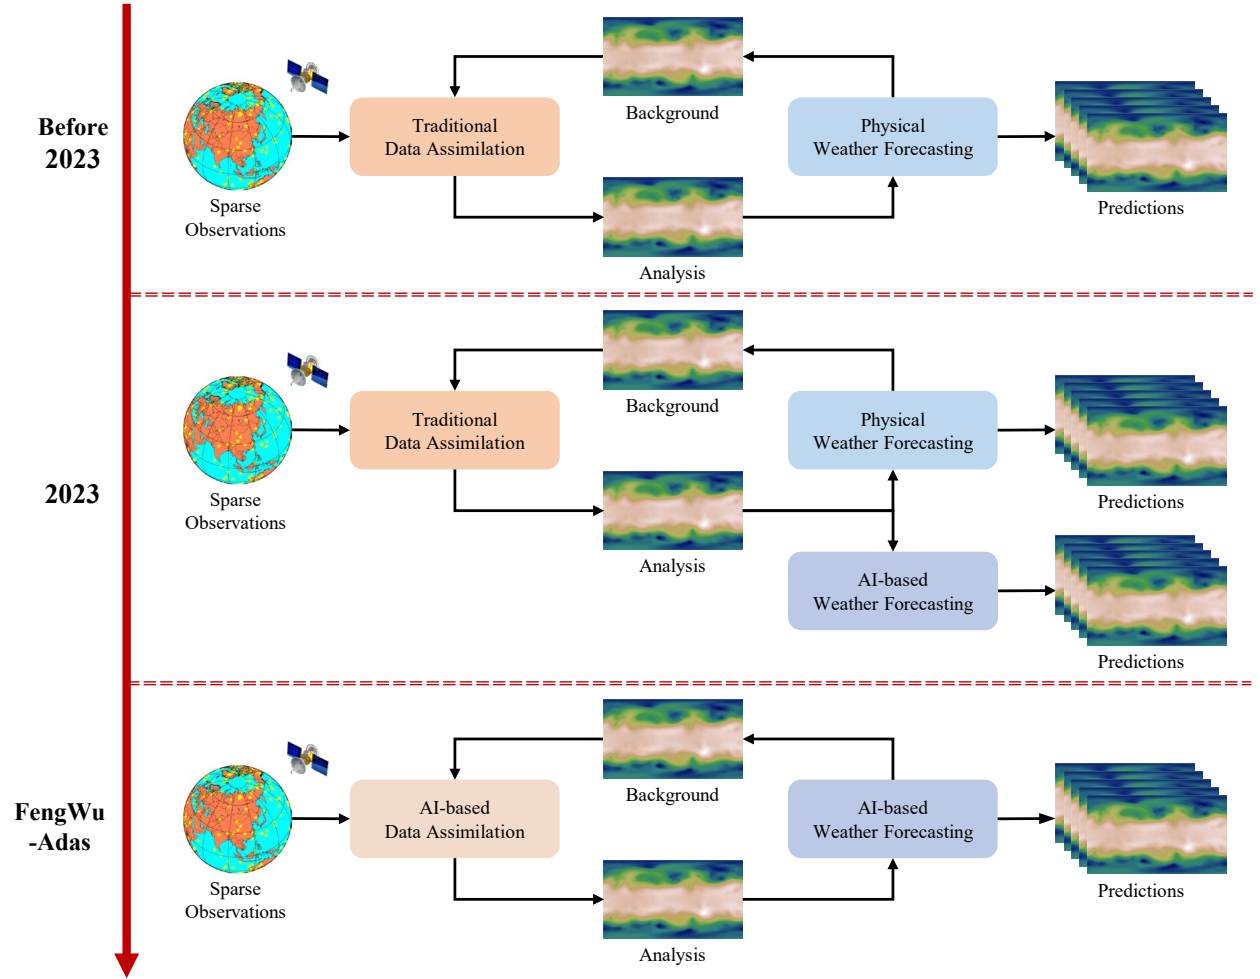 Before
2023
Sparse
Observations
Traditional
Data Assimilation
Background
Analysis
Physical
Weather Forecasting
Predictions
2023
Sparse
Observations
Traditional
Data Assimilation
Background
Analysis
Physical
Weather Forecasting
Predictions
AI-based
Weather Forecasting
Predictions
FengWu
-Adas
Sparse
Observations
AI-based
Data Assimilation
Background
Analysis
AI-based
Weather Forecasting
Predictions